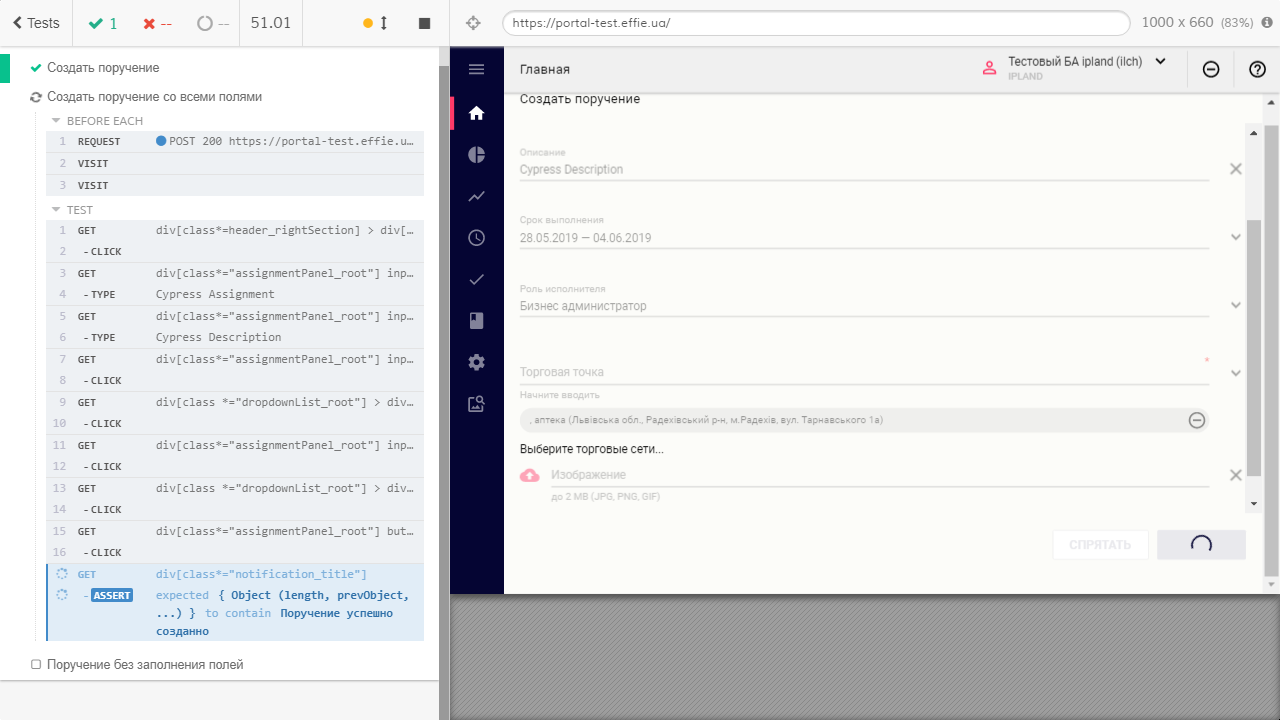 Tests
1
--
--
51.01
https://portal-test.effie.ua/
1000 x 660 (83%)
Создать поручение
Создать поручение со всеми полями
BEFORE EACH
1 REQUEST POST 200 https://portal-test.effie.u…
2 VISIT
3 VISIT
TEST
1 GET div[class*=header_rightSection] > div[…
2 -CLICK
3 GET div[class*="assignmentPanel_root"] inp…
4 -TYPE Cypress Assignment
5 GET div[class*="assignmentPanel_root"] inp…
6 -TYPE Cypress Description
7 GET div[class*="assignmentPanel_root"] inp…
8 -CLICK
9 GET div[class *="dropdownList_root"] > div…
10 -CLICK
11 GET div[class*="assignmentPanel_root"] inp…
12 -CLICK
13 GET div[class *="dropdownList_root"] > div…
14 -CLICK
15 GET div[class*="assignmentPanel_root"] but…
16 -CLICK
GET div[class*="notification_title"]
-ASSERT expected { Object (length, prevObject,
...) } to contain Поручение успешно
созданно
Поручение без заполнения полей
Главная
Тестовый БА ipland (ilch)
IPLAND
Создать поручение
Описание
Cypress Description
Срок выполнения
28.05.2019 — 04.06.2019
Роль исполнителя
Бизнес администратор
*
Торговая точка
Начните вводить
, аптека (Львівська обл., Радехівський р-н, м.Радехів, вул. Тарнавського 1а)
Выберите торговые сети...
Изображение
до 2 MB (JPG, PNG, GIF)
СПРЯТАТЬ